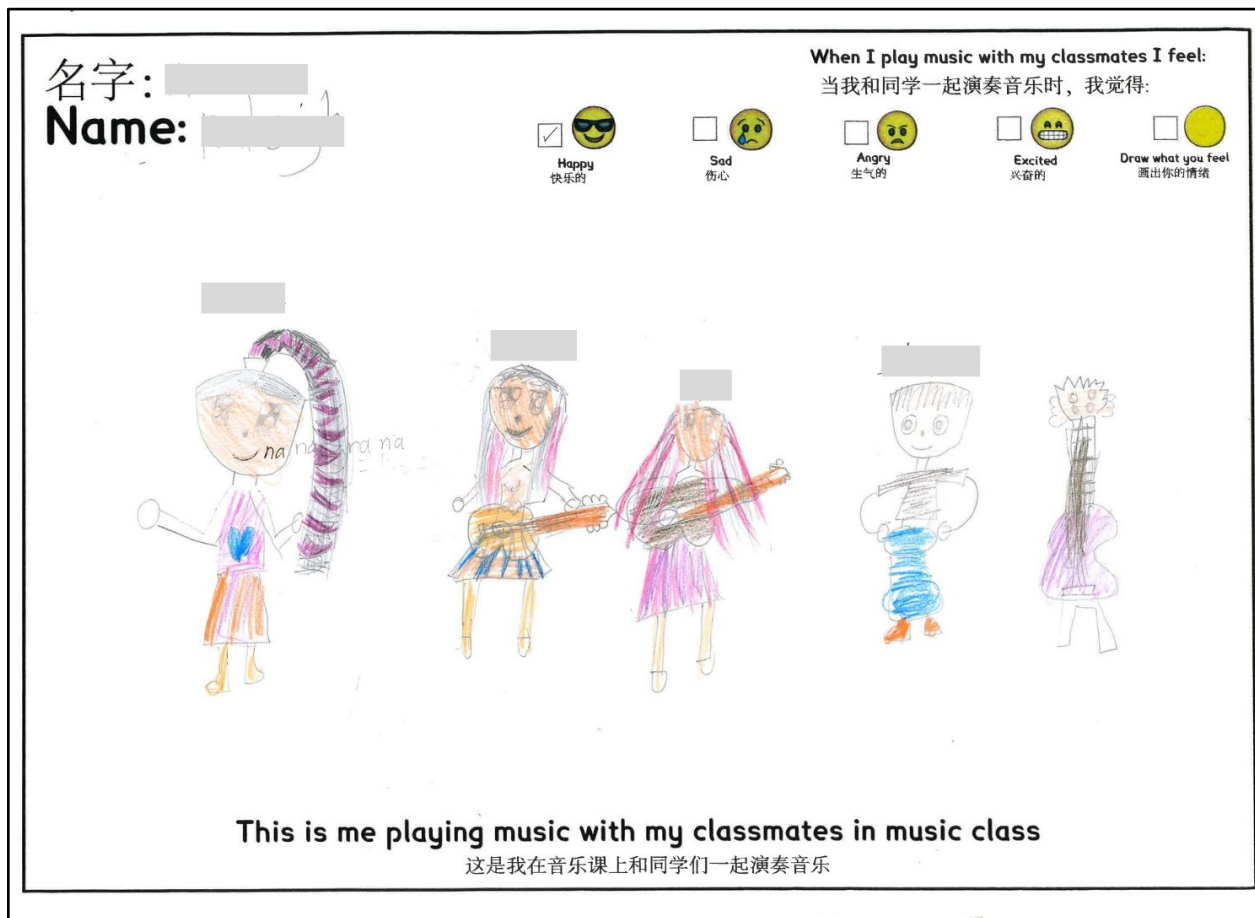 名字:
Name:
When I play music with my classmates I feel:
当我和同学一起演奏音乐时，我觉得:
✓
Happy
快乐的
Sad
伤心
Angry
生气的
Excited
兴奋的
Draw what you feel
画出你的情绪
na na na na na
This is me playing music with my classmates in music class
这是我在音乐课上和同学们一起演奏音乐